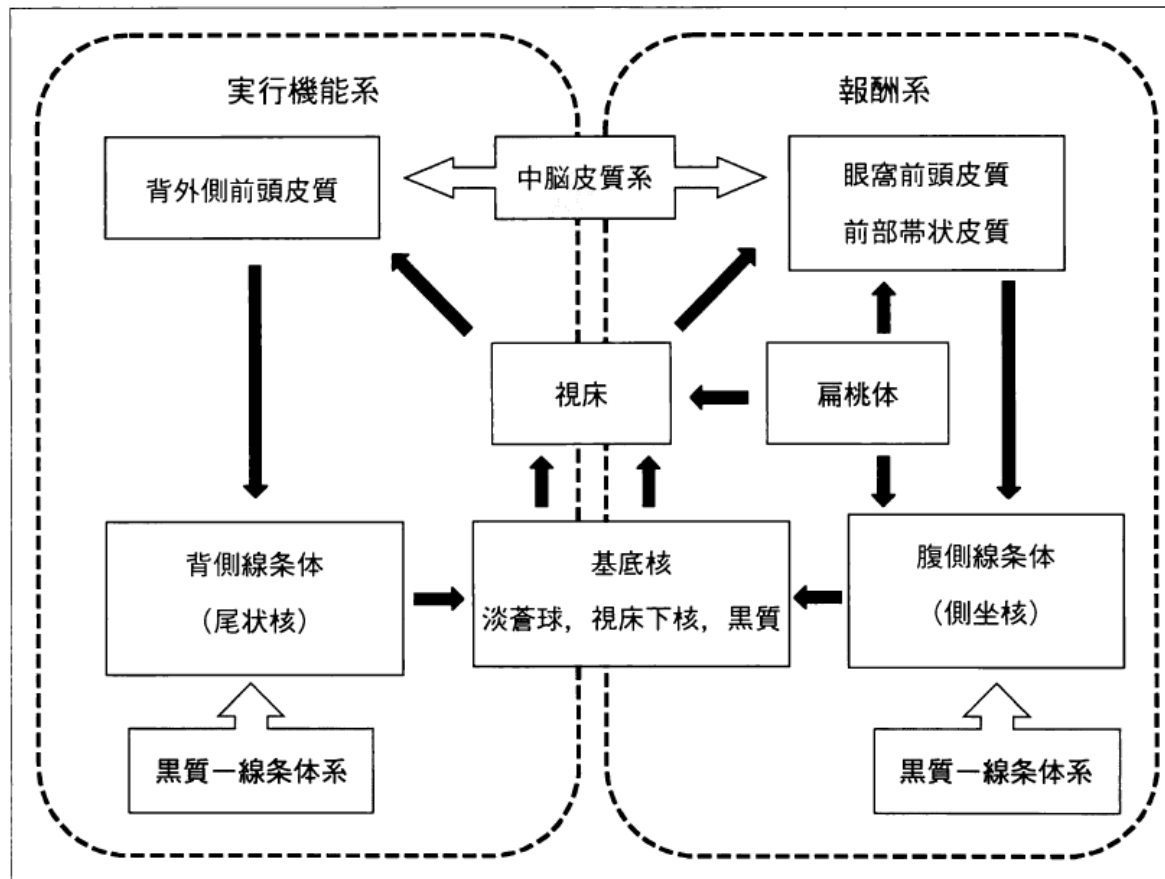 実行機能系
報酬系
背外側前頭皮質
中脳皮質系
眼窩前頭皮質
前部帯状皮質
視床
扁桃体
背側線条体
(尾状核)
基底核
淡蒼球,視床下核,黒質
腹側線条体
(側坐核)
黒質ー線条体系
黒質ー線条体系